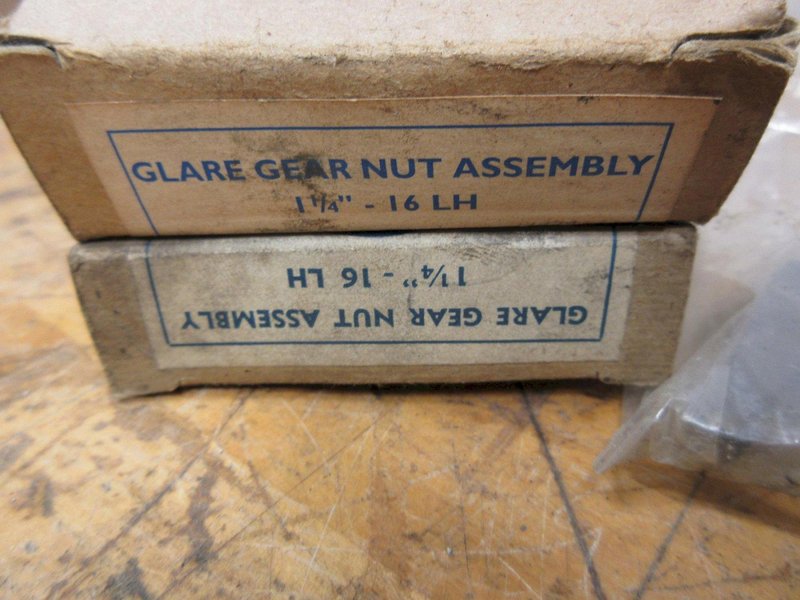 GLARE GEAR NUT ASSEMBLY
1¼" - 16 LH
GLARE GEAR NUT ASSEMBLY
1¼" - 16 LH